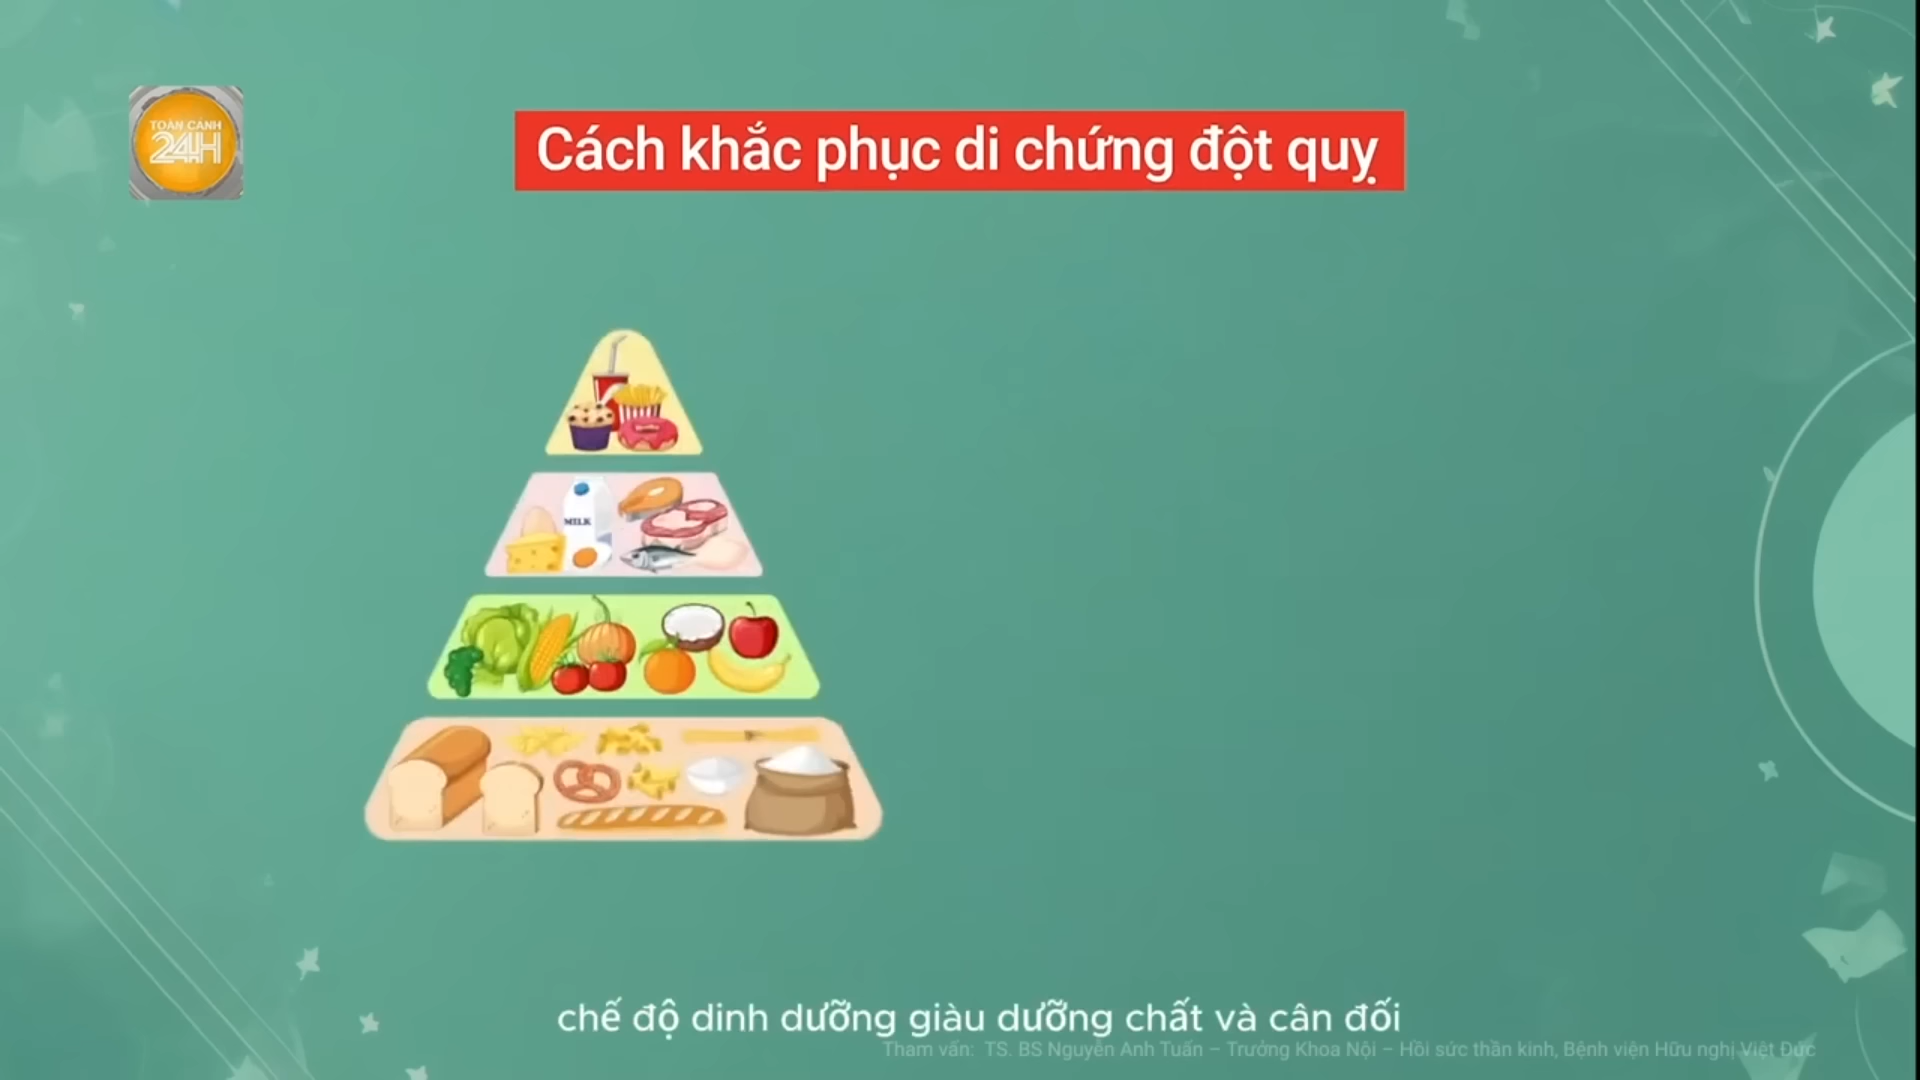 TOÀN CẢNH
24H
Cách khắc phục di chứng đột quỵ
MILK
chế độ dinh dưỡng giàu dưỡng chất và cân đối
Tham vấn: TS. BS Nguyễn Anh Tuấn – Trưởng Khoa Nội – Hồi sức thần kinh, Bệnh viện Hữu nghị Việt Đức